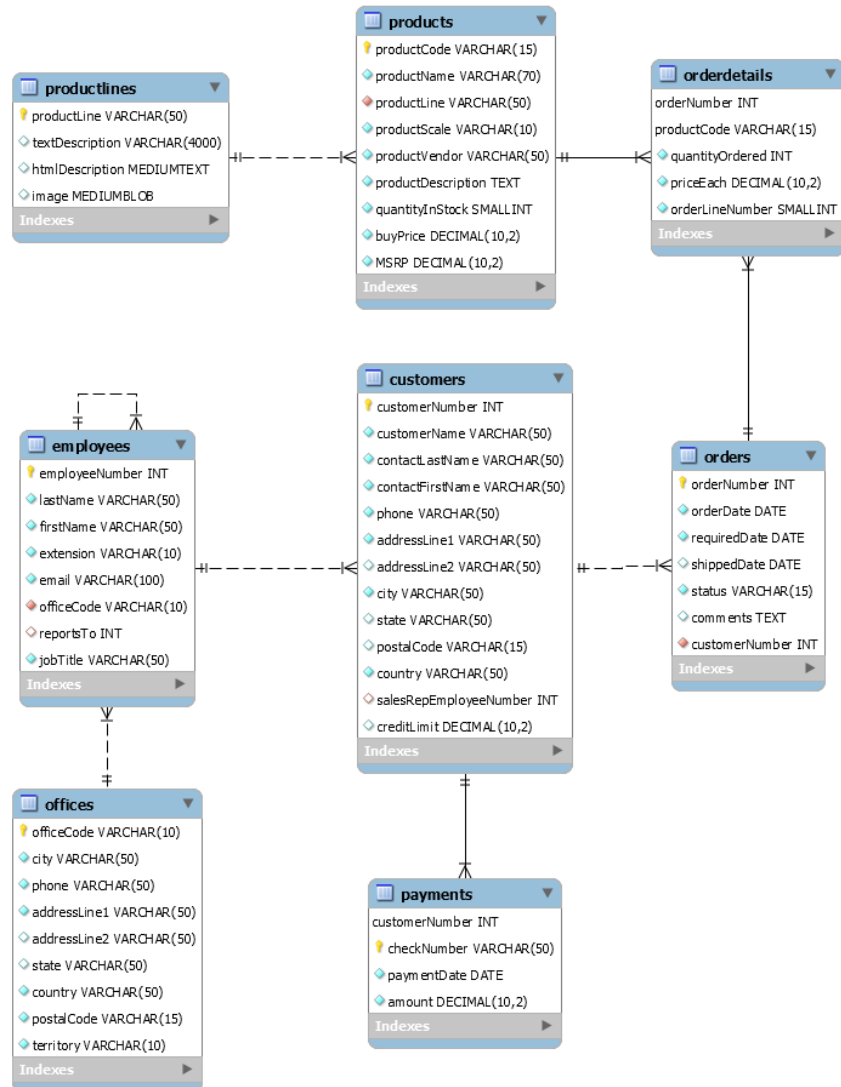 productlines
productLine VARCHAR(50)
textDescription VARCHAR(4000)
htmlDescription MEDIUMTEXT
image MEDIUMBLOB
Indexes
products
productCode VARCHAR(15)
productName VARCHAR(70)
productLine VARCHAR(50)
productScale VARCHAR(10)
productVendor VARCHAR(50)
productDescription TEXT
quantityInStock SMALLINT
buyPrice DECIMAL(10,2)
MSRP DECIMAL(10,2)
Indexes
orderdetails
orderNumber INT
productCode VARCHAR(15)
quantityOrdered INT
priceEach DECIMAL(10,2)
orderLineNumber SMALLINT
Indexes
employees
employeeNumber INT
lastName VARCHAR(50)
firstName VARCHAR(50)
extension VARCHAR(10)
email VARCHAR(100)
officeCode VARCHAR(10)
reportsTo INT
jobTitle VARCHAR(50)
Indexes
customers
customerNumber INT
customerName VARCHAR(50)
contactLastName VARCHAR(50)
contactFirstName VARCHAR(50)
phone VARCHAR(50)
addressLine1 VARCHAR(50)
addressLine2 VARCHAR(50)
city VARCHAR(50)
state VARCHAR(50)
postalCode VARCHAR(15)
country VARCHAR(50)
salesRepEmployeeNumber INT
creditLimit DECIMAL(10,2)
Indexes
orders
orderNumber INT
orderDate DATE
requiredDate DATE
shippedDate DATE
status VARCHAR(15)
comments TEXT
customerNumber INT
Indexes
offices
officeCode VARCHAR(10)
city VARCHAR(50)
phone VARCHAR(50)
addressLine1 VARCHAR(50)
addressLine2 VARCHAR(50)
state VARCHAR(50)
country VARCHAR(50)
postalCode VARCHAR(15)
territory VARCHAR(10)
Indexes
payments
customerNumber INT
checkNumber VARCHAR(50)
paymentDate DATE
amount DECIMAL(10,2)
Indexes